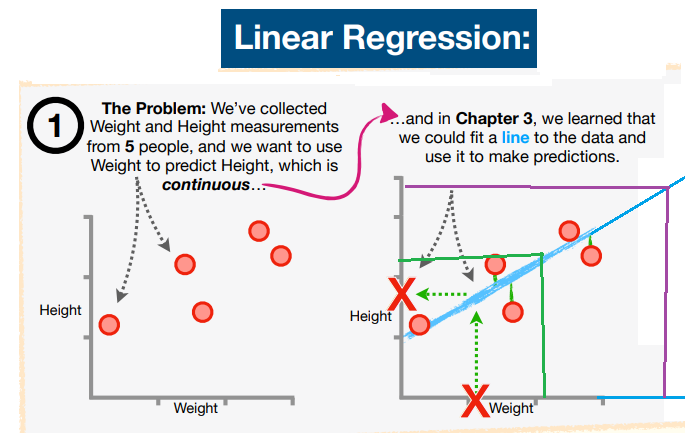 Linear Regression:
1
The Problem: We've collected
Weight and Height measurements
from 5 people, and we want to use
Weight to predict Height, which is
continuous…
…and in Chapter 3, we learned that
we could fit a line to the data and
use it to make predictions.
Height
Weight
X
Height
X
Weight